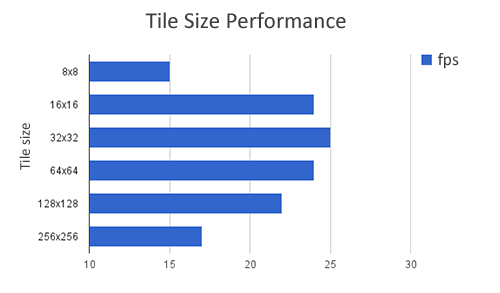 Tile Size Performance
fps
Tile size
8x8
16x16
32x32
64x64
128x128
256x256
10 15 20 25 30